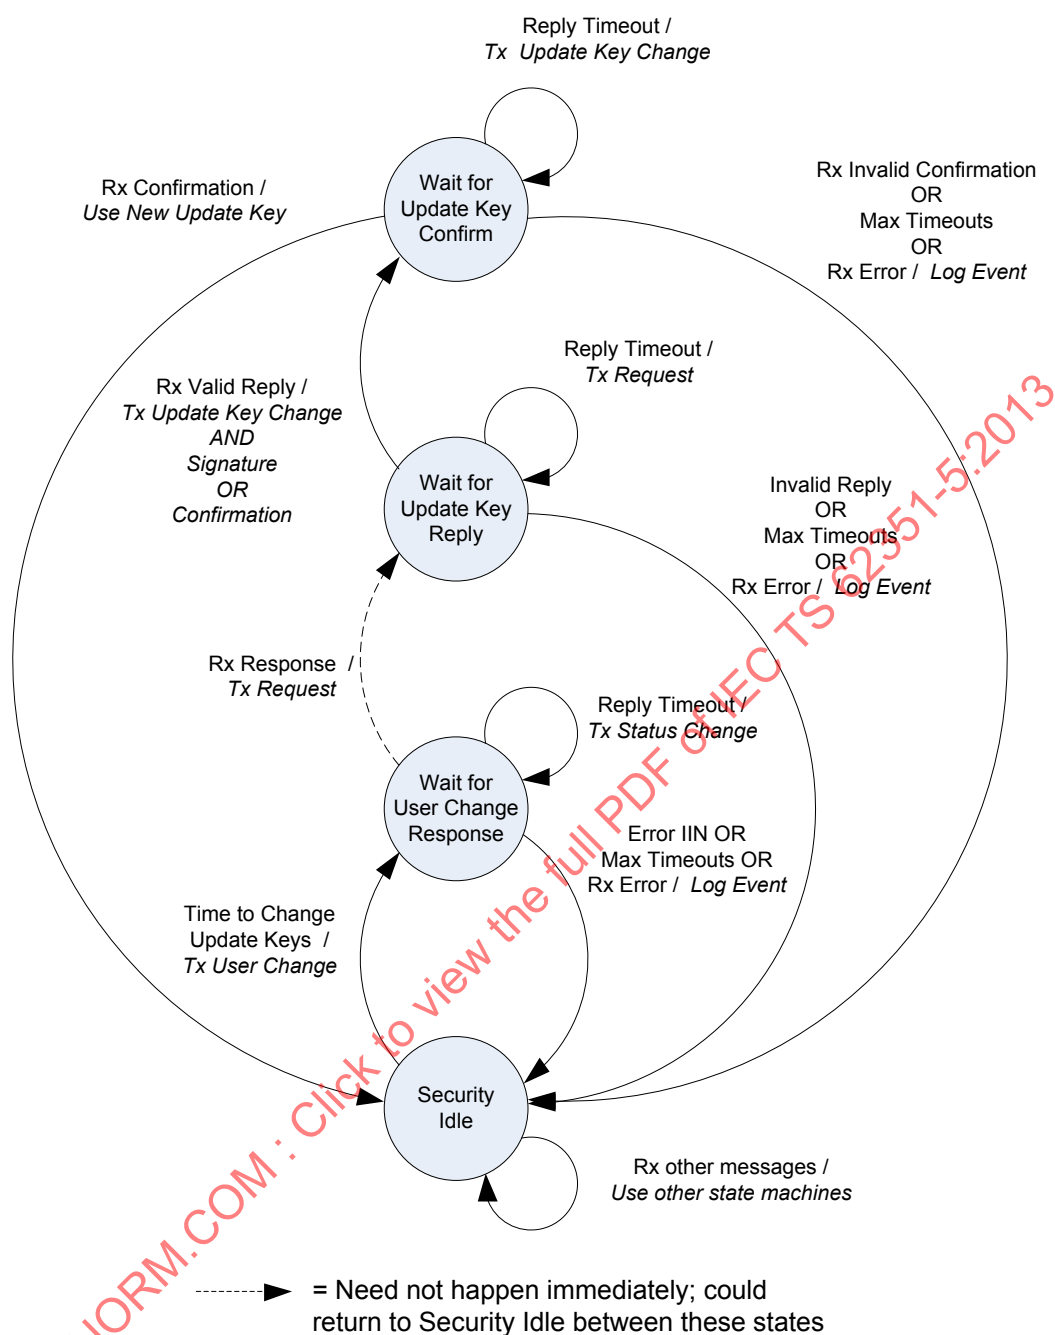 Reply Timeout /
Tx Update Key Change
Wait for
Update Key
Confirm
Rx Confirmation /
Use New Update Key
Rx Invalid Confirmation
OR
Max Timeouts
OR
Rx Error / Log Event
Reply Timeout /
Tx Request
Rx Valid Reply /
Tx Update Key Change
AND
Signature
OR
Confirmation
Wait for
Update Key
Reply
Invalid Reply
OR
Max Timeouts
OR
Rx Error / Log Event
Rx Response /
Tx Request
Reply Timeout /
Tx Status Change
Wait for
User Change
Response
Error IIN OR
Max Timeouts OR
Rx Error / Log Event
Time to Change
Update Keys /
Tx User Change
Security
Idle
Rx other messages /
Use other state machines
= Need not happen immediately; could
return to Security Idle between these states
NORM.COM : Click to view the full PDF of IEC TS 62351-5:2013